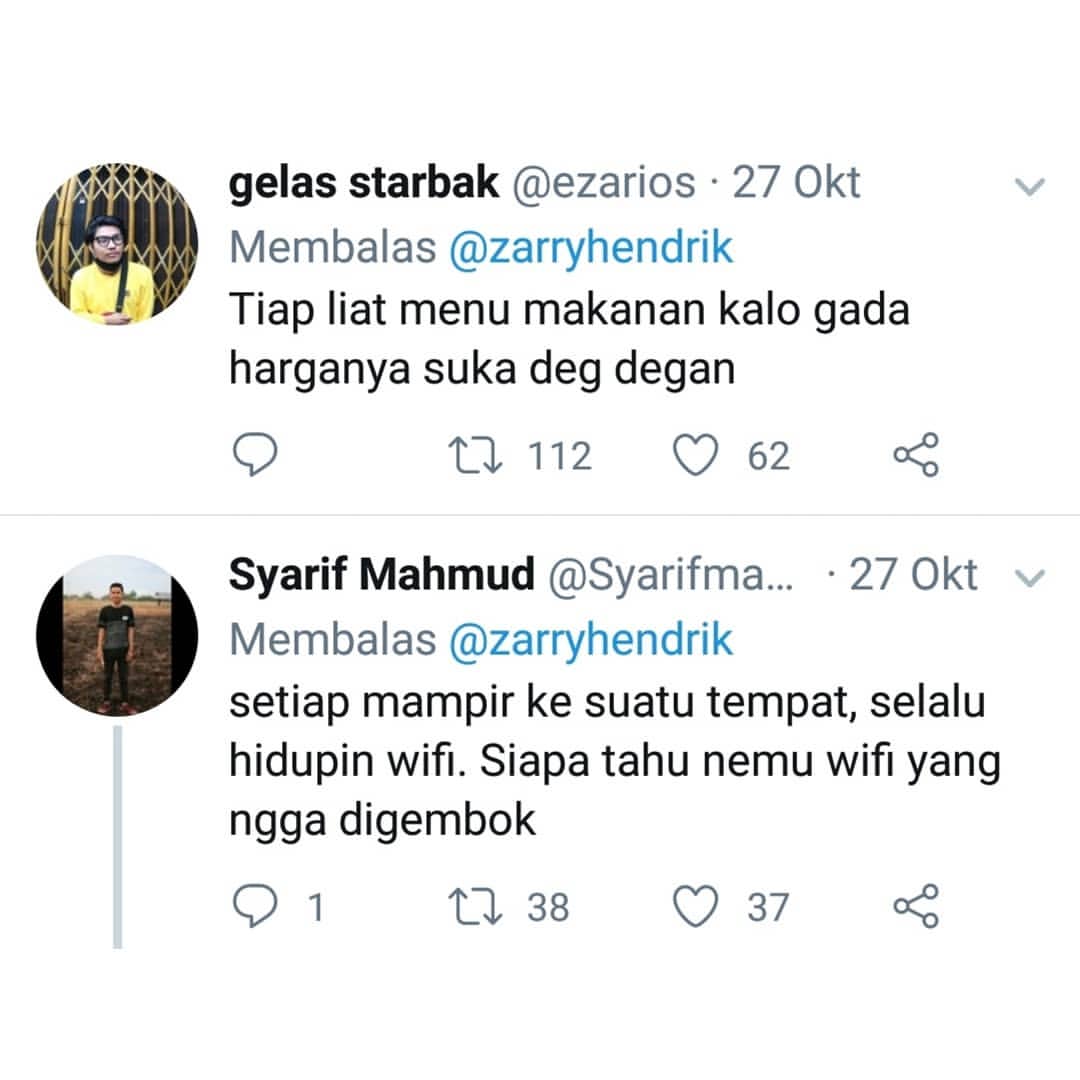 gelas starbak @ezarios · 27 Okt
Membalas @zarryhendrik
Tiap liat menu makanan kalo gada
harganya suka deg degan
112 62
Syarif Mahmud @Syarifma... · 27 Okt
Membalas @zarryhendrik
setiap mampir ke suatu tempat, selalu
hidupin wifi. Siapa tahu nemu wifi yang
ngga digembok
1 38 37